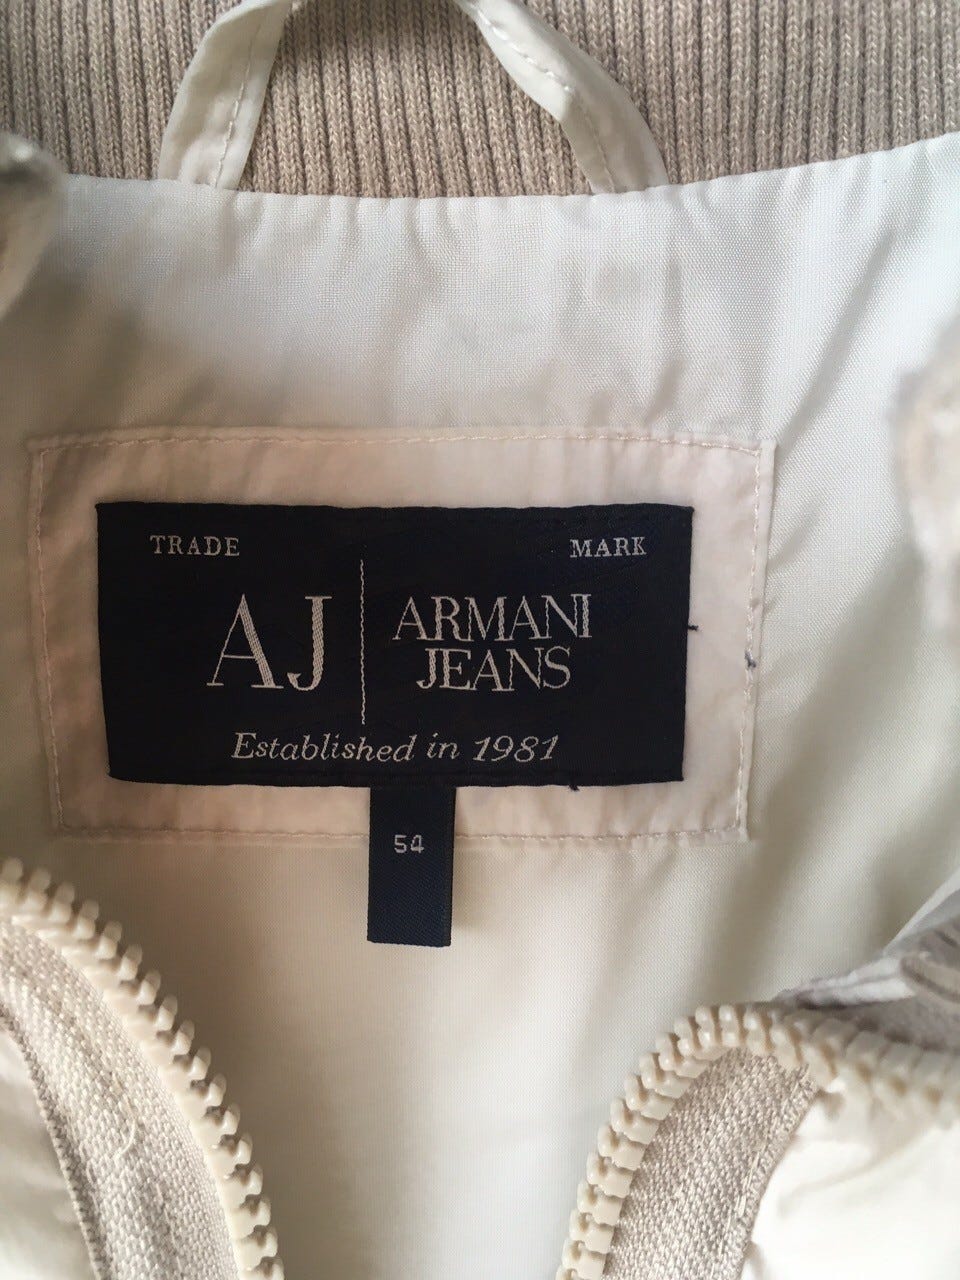 TRADE MARK
AJ ARMANI
JEANS
Established in 1981
54